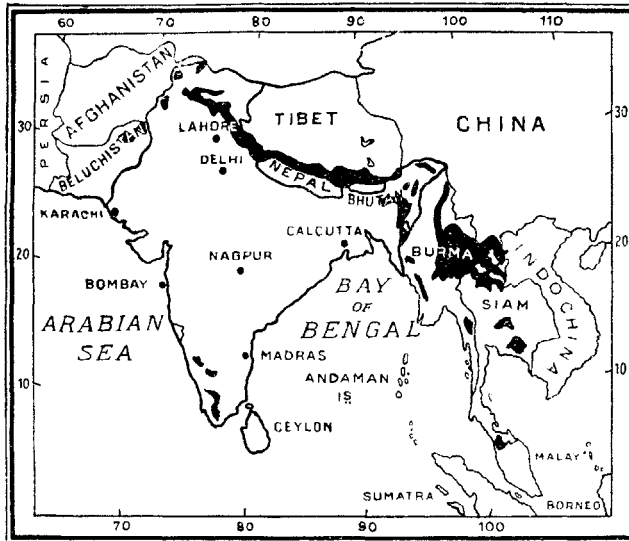 60 70 80 90 100 110
PERSIA
AFGHANISTAN
TIBET
CHINA
30
30
LAHORE
BELUCHISTAN
DELHI
NEPAL
BHUTAN
KARACHI
CALCUTTA
BURMA
20
20
NAGPUR
INDOCHINA
BOMBAY
BAY
OF
BENGAL
SIAM
ARABIAN
SEA
MADRAS
ANDAMAN
IS
10
10
CEYLON
MALAY
SUMATRA
BORNEO
70 80 90 100